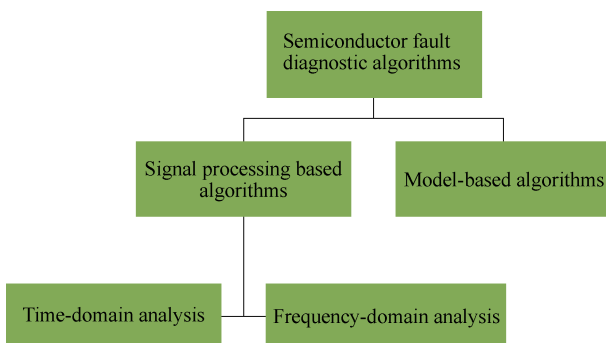 Semiconductor fault
diagnostic algorithms
Signal processing based
algorithms
Model-based algorithms
Time-domain analysis
Frequency-domain analysis